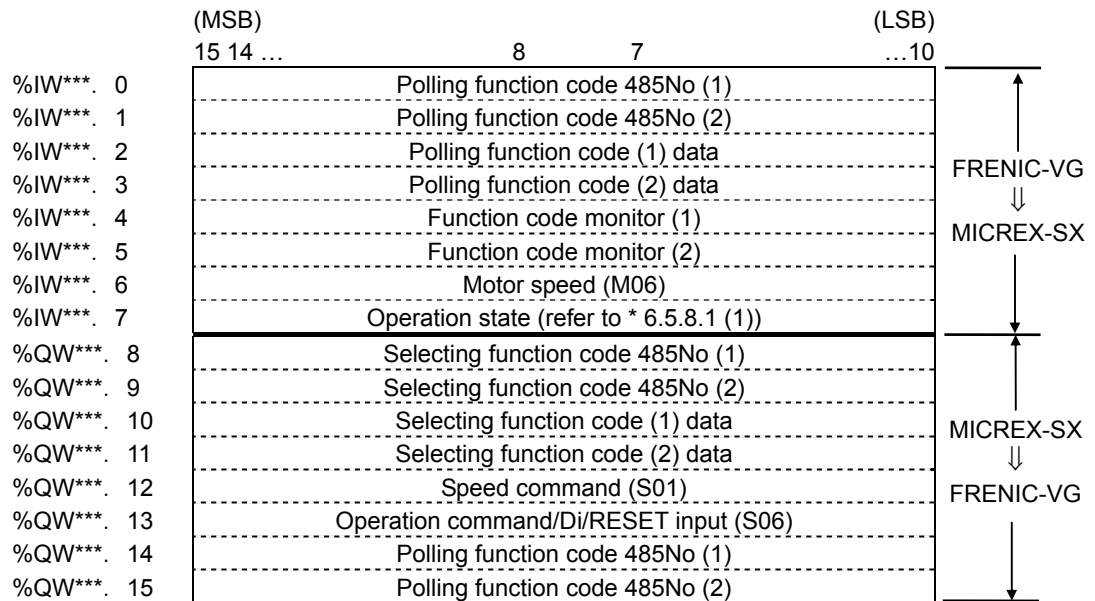 (MSB) (LSB)
15 14 … 8 7 …10
%IW***. 0 Polling function code 485No (1)
%IW***. 1 Polling function code 485No (2)
%IW***. 2 Polling function code (1) data
%IW***. 3 Polling function code (2) data
%IW***. 4 Function code monitor (1)
%IW***. 5 Function code monitor (2)
%IW***. 6 Motor speed (M06)
%IW***. 7 Operation state (refer to * 6.5.8.1 (1))
FRENIC-VG
⇓
MICREX-SX
%QW***. 8 Selecting function code 485No (1)
%QW***. 9 Selecting function code 485No (2)
%QW***. 10 Selecting function code (1) data
%QW***. 11 Selecting function code (2) data
%QW***. 12 Speed command (S01)
%QW***. 13 Operation command/Di/RESET input (S06)
%QW***. 14 Polling function code 485No (1)
%QW***. 15 Polling function code 485No (2)
MICREX-SX
⇓
FRENIC-VG